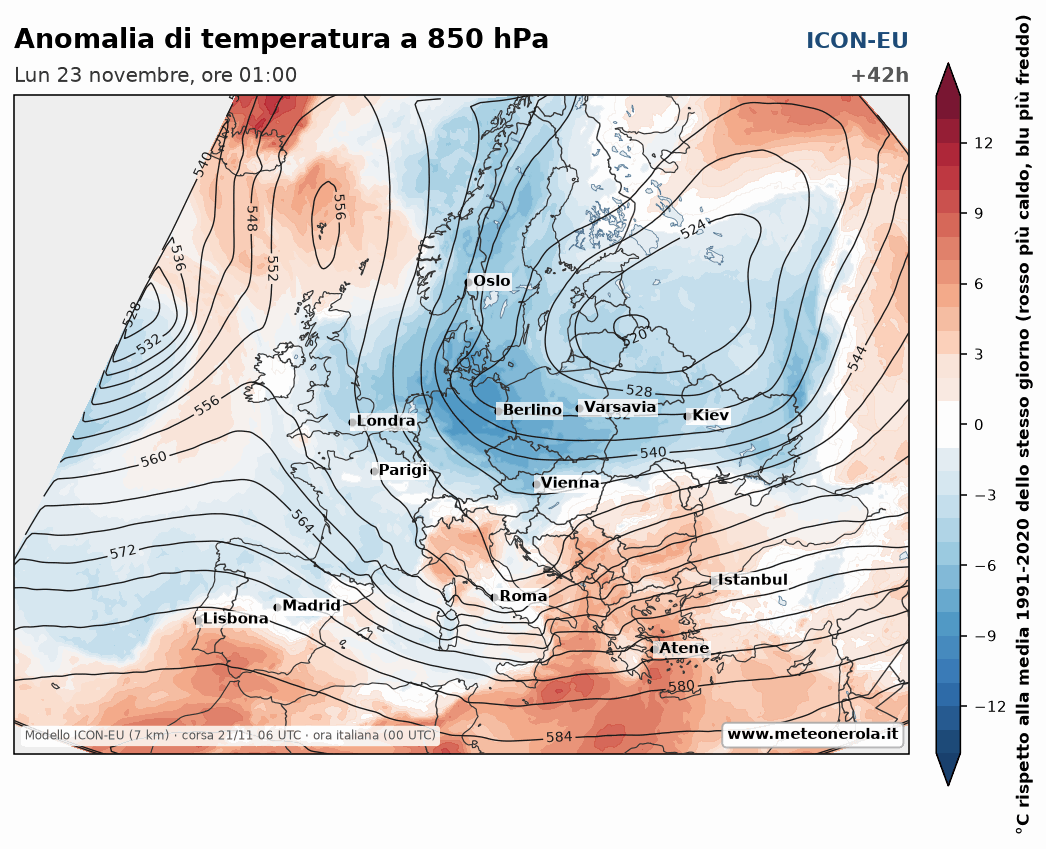 Anomalia di temperatura a 850 hPa
ICON-EU
Lun 23 novembre, ore 01:00
+42h
540
548
556
552
536
528
532
524
520
544
528
556
540
560
564
572
580
584
Oslo
Berlino
Varsavia
Kiev
Londra
Parigi
Vienna
Istanbul
Roma
Madrid
Lisbona
Atene
Modello ICON-EU (7 km) · corsa 21/11 06 UTC · ora italiana (00 UTC)
www.meteonerola.it
12
9
6
3
0
−3
−6
−9
−12
°C rispetto alla media 1991-2020 dello stesso giorno (rosso più caldo, blu più freddo)